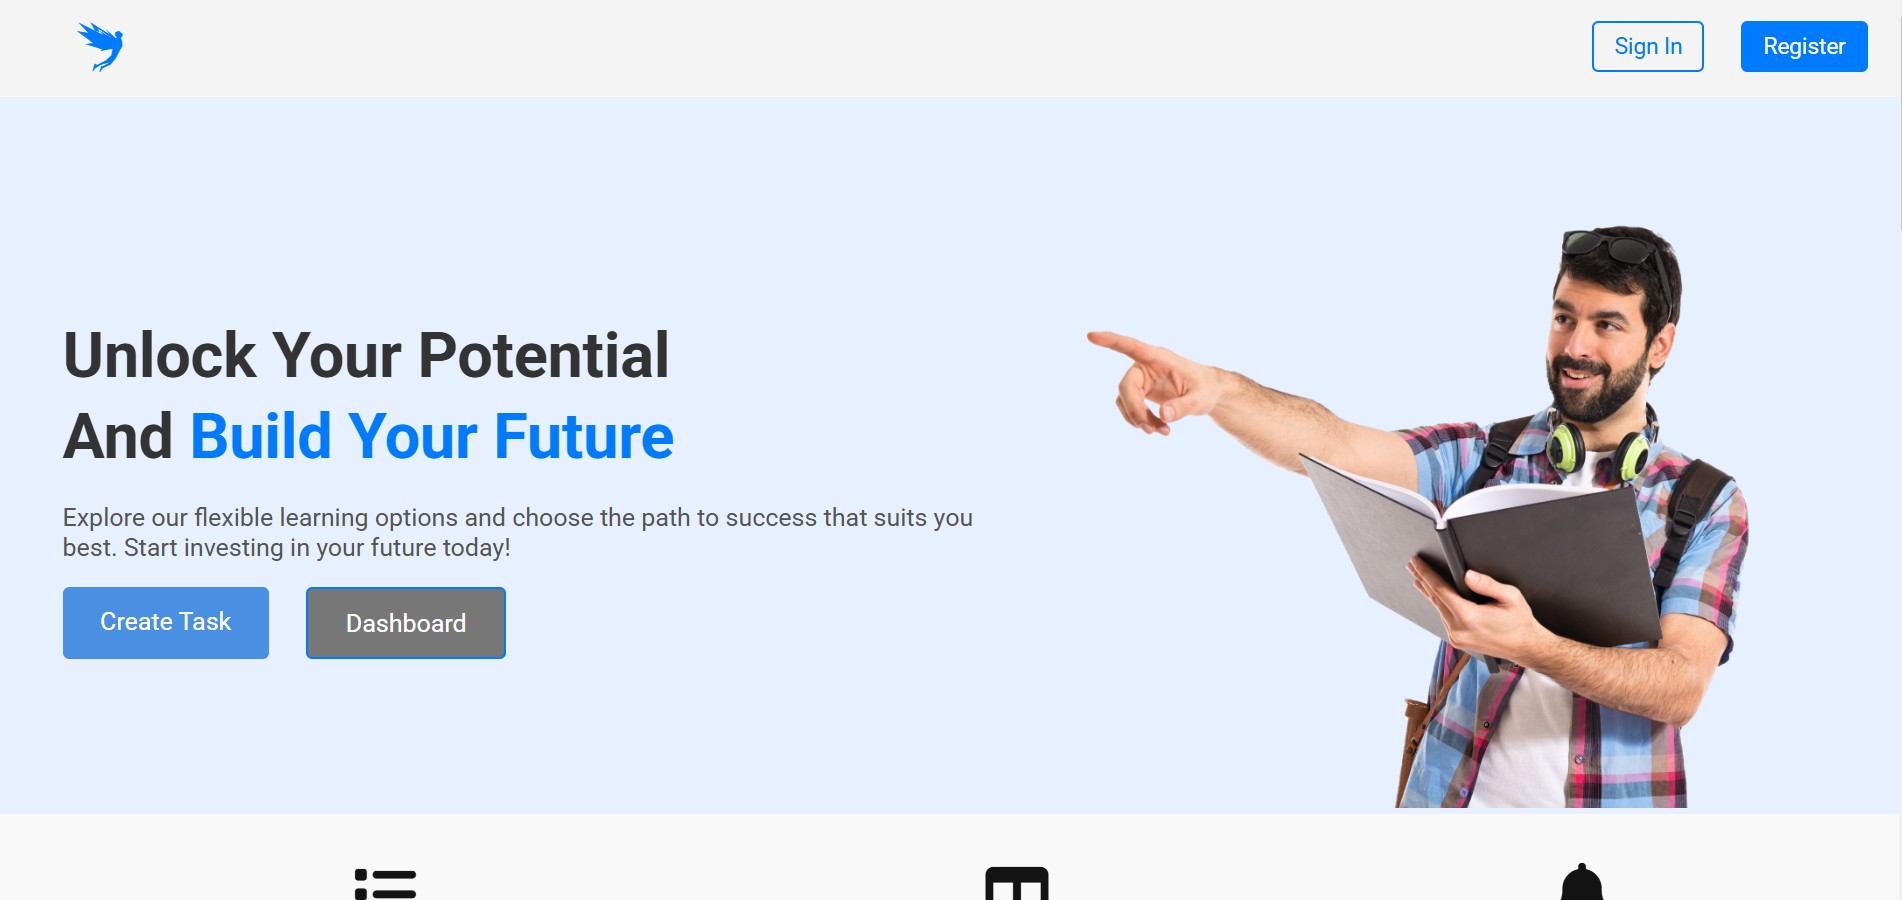 Sign In
Register
Unlock Your Potential
And Build Your Future
Explore our flexible learning options and choose the path to success that suits you
best. Start investing in your future today!
Create Task
Dashboard